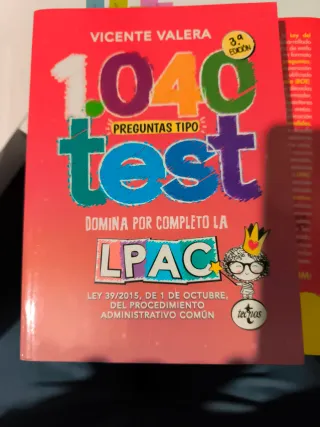 VICENTE VALERA
3.ª
EDICIÓN
1.040
PREGUNTAS TIPO
test
DOMINA POR COMPLETO LA
LPAC
LEY 39/2015, DE 1 DE OCTUBRE,
DEL PROCEDIMIENTO
ADMINISTRATIVO COMÚN
tecnos